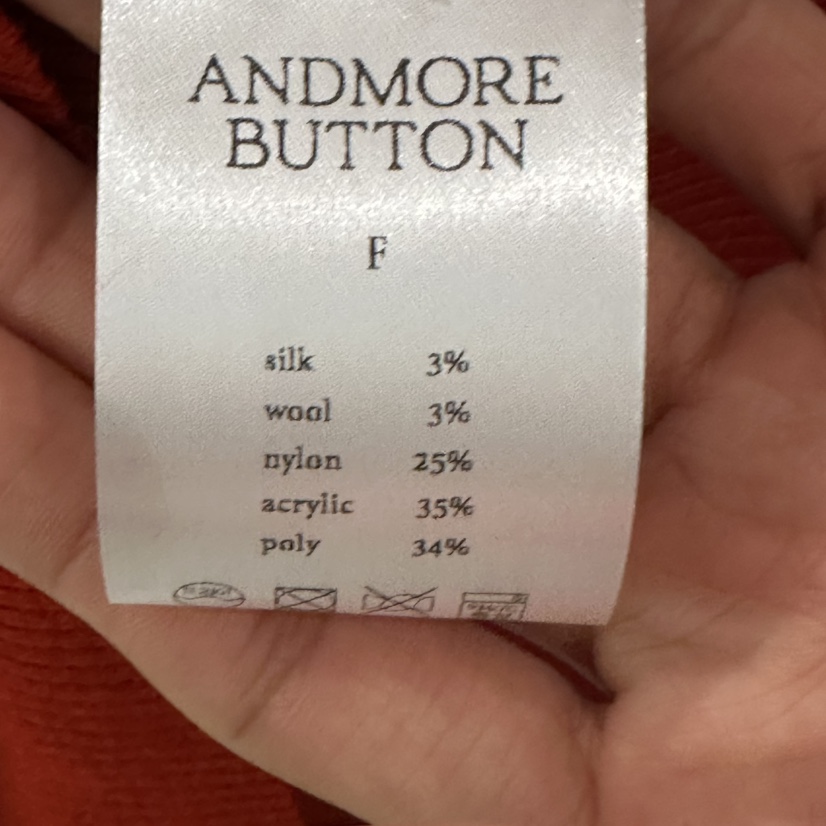 ANDMORE
BUTTON
F
silk 3%
wool 3%
nylon 25%
acrylic 35%
poly 34%